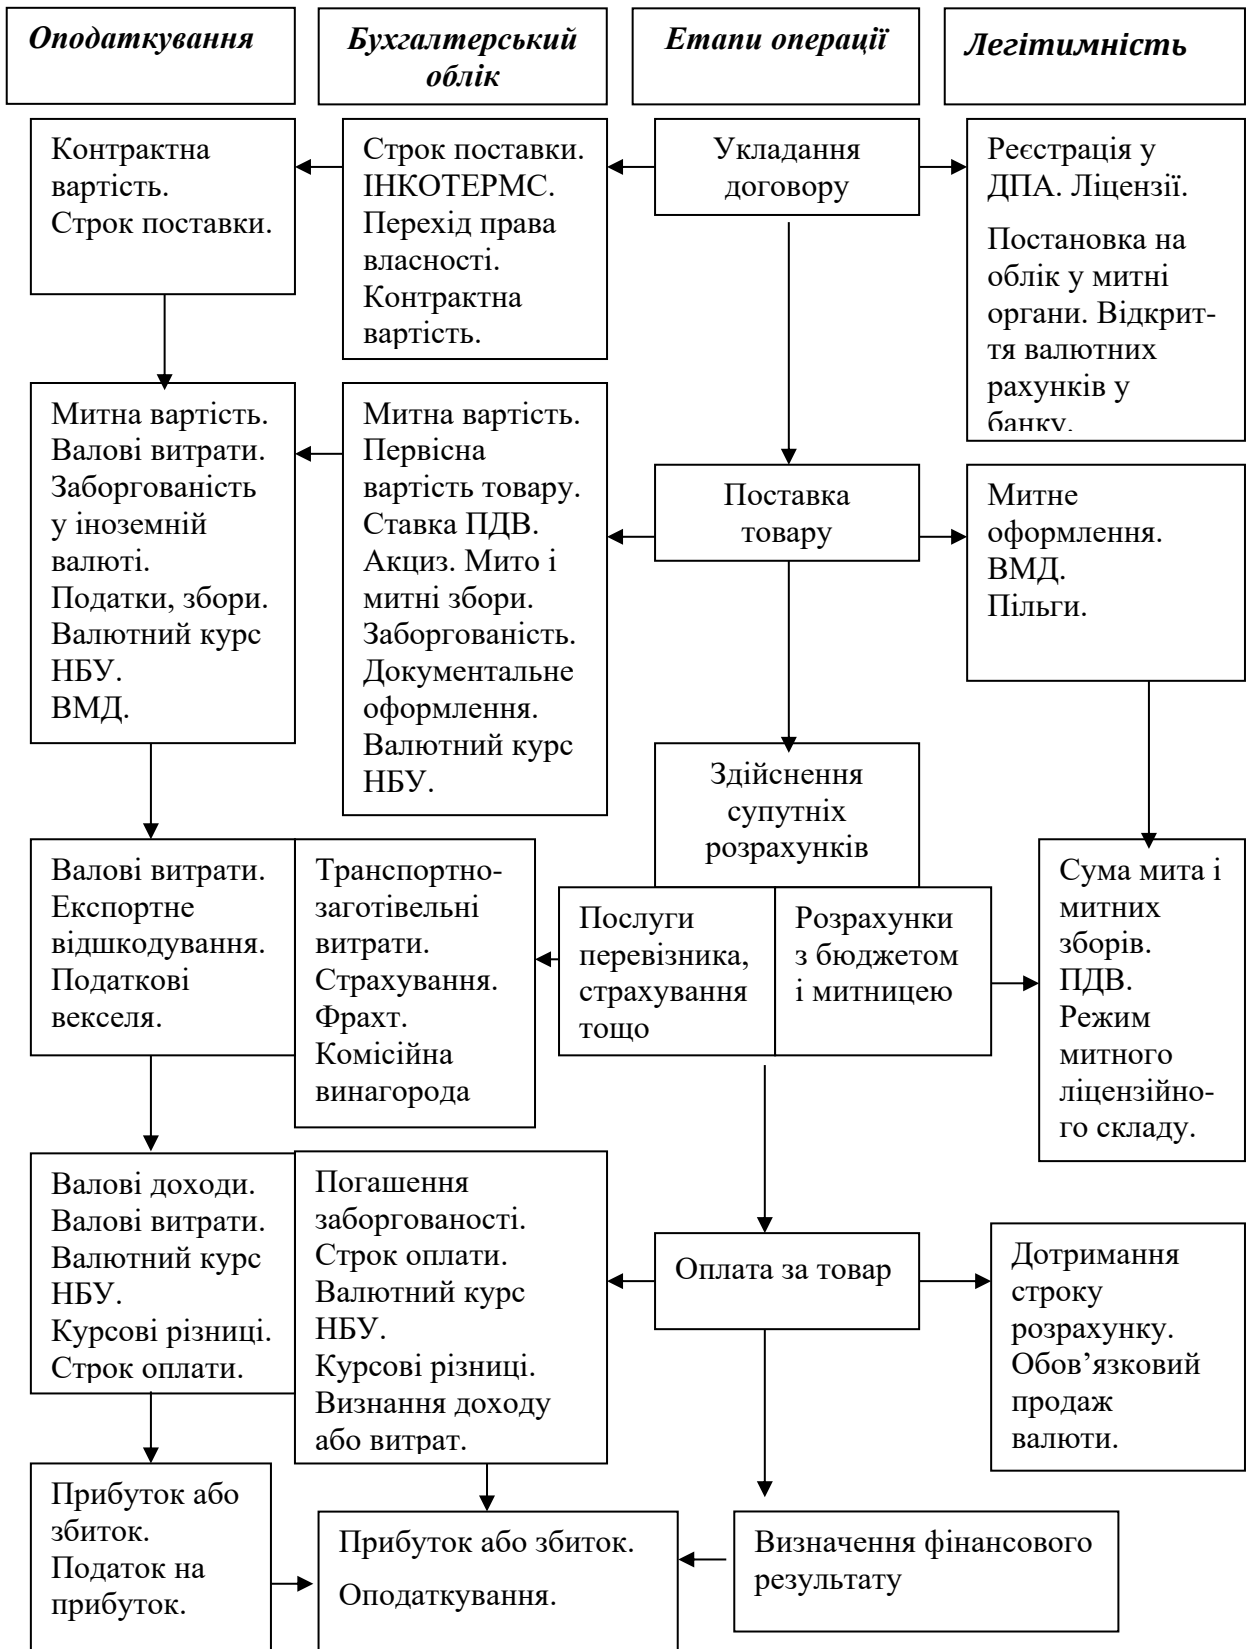 Оподаткування
Бухгалтерський
облік
Етапи операції
Легітимність
Контрактна
вартість.
Строк поставки.
Строк поставки.
ІНКОТЕРМС.
Перехід права
власності.
Контрактна
вартість.
Укладання
договору
Реєстрація у
ДПА. Ліцензії.
Постановка на
облік у митні
органи. Відкрит-
тя валютних
рахунків у
банку.
Митна вартість.
Валові витрати.
Заборгованість
у іноземній
валюті.
Податки, збори.
Валютний курс
НБУ.
ВМД.
Митна вартість.
Первісна
вартість товару.
Ставка ПДВ.
Акциз. Мито і
митні збори.
Заборгованість.
Документальне
оформлення.
Валютний курс
НБУ.
Поставка
товару
Митне
оформлення.
ВМД.
Пільги.
Здійснення
супутніх
розрахунків
Валові витрати.
Експортне
відшкодування.
Податкові
векселя.
Транспортно-
заготівельні
витрати.
Страхування.
Фрахт.
Комісійна
винагорода
Послуги
перевізника,
страхування
тощо
Розрахунки
з бюджетом
і митницею
Сума мита і
митних
зборів.
ПДВ.
Режим
митного
ліцензійно-
го складу.
Валові доходи.
Валові витрати.
Валютний курс
НБУ.
Курсові різниці.
Строк оплати.
Погашення
заборгованості.
Строк оплати.
Валютний курс
НБУ.
Курсові різниці.
Визнання доходу
або витрат.
Оплата за товар
Дотримання
строку
розрахунку.
Обов’язковий
продаж
валюти.
Прибуток або
збиток.
Податок на
прибуток.
Прибуток або збиток.
Оподаткування.
Визначення фінансового
результату